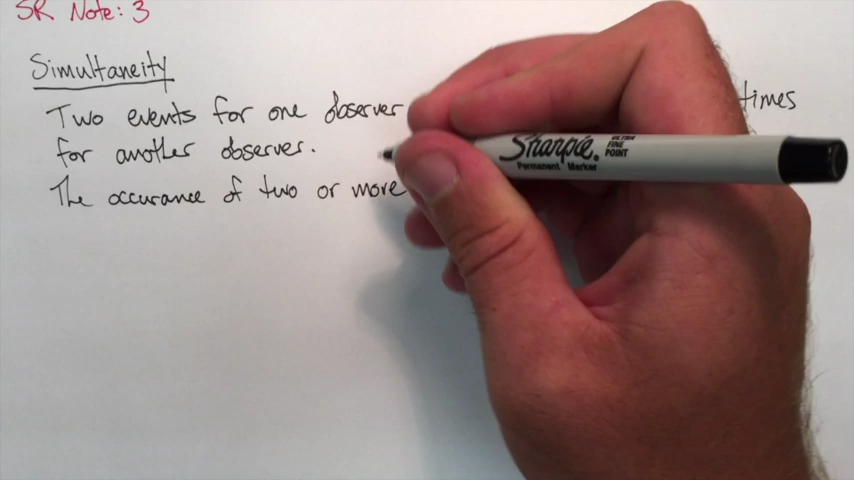 SR Note: 3
Simultaneity
Two events for one observer times
for another observer.
The occurance of two or more
Sharpie. ULTRA FINE POINT
Permanent Marker